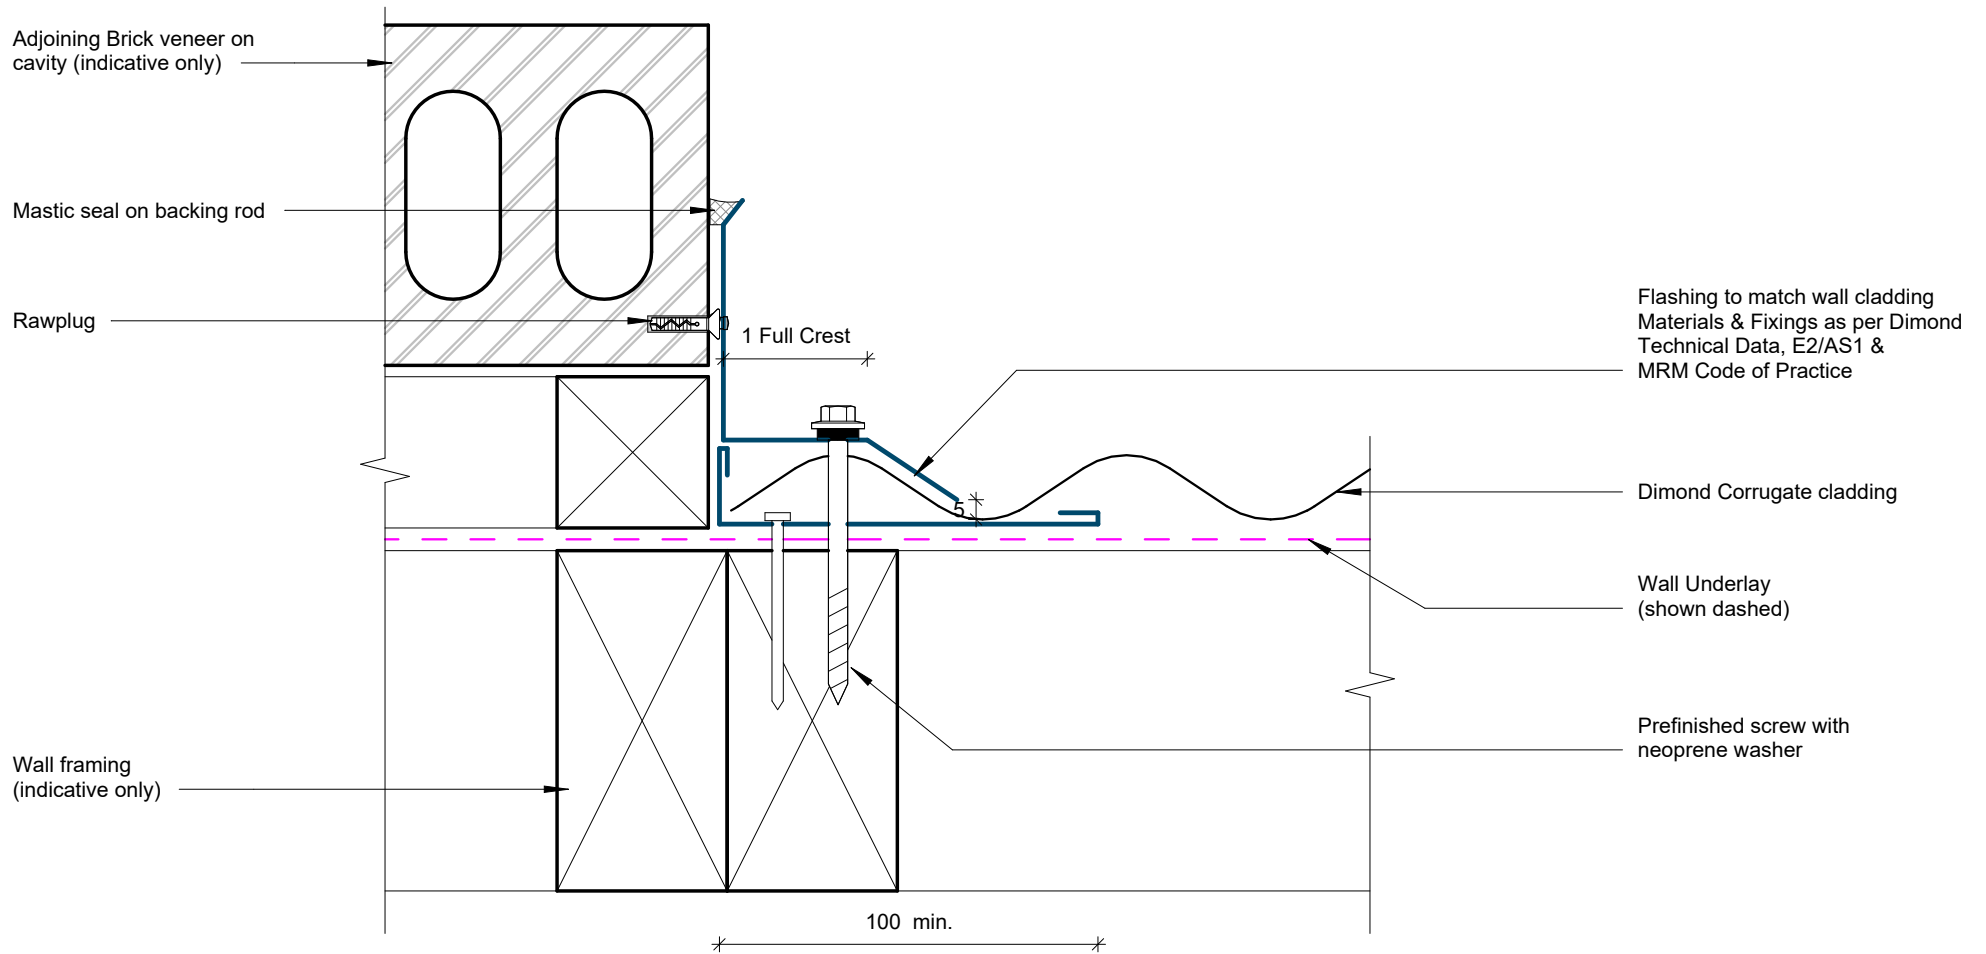 Adjoining Brick veneer on
cavity (indicative only)
Mastic seal on backing rod
Rawplug
1 Full Crest
Flashing to match wall cladding
Materials & Fixings as per Dimond
Technical Data, E2/AS1 &
MRM Code of Practice
Dimond Corrugate cladding
5
Wall Underlay
(shown dashed)
Prefinished screw with
neoprene washer
Wall framing
(indicative only)
100 min.